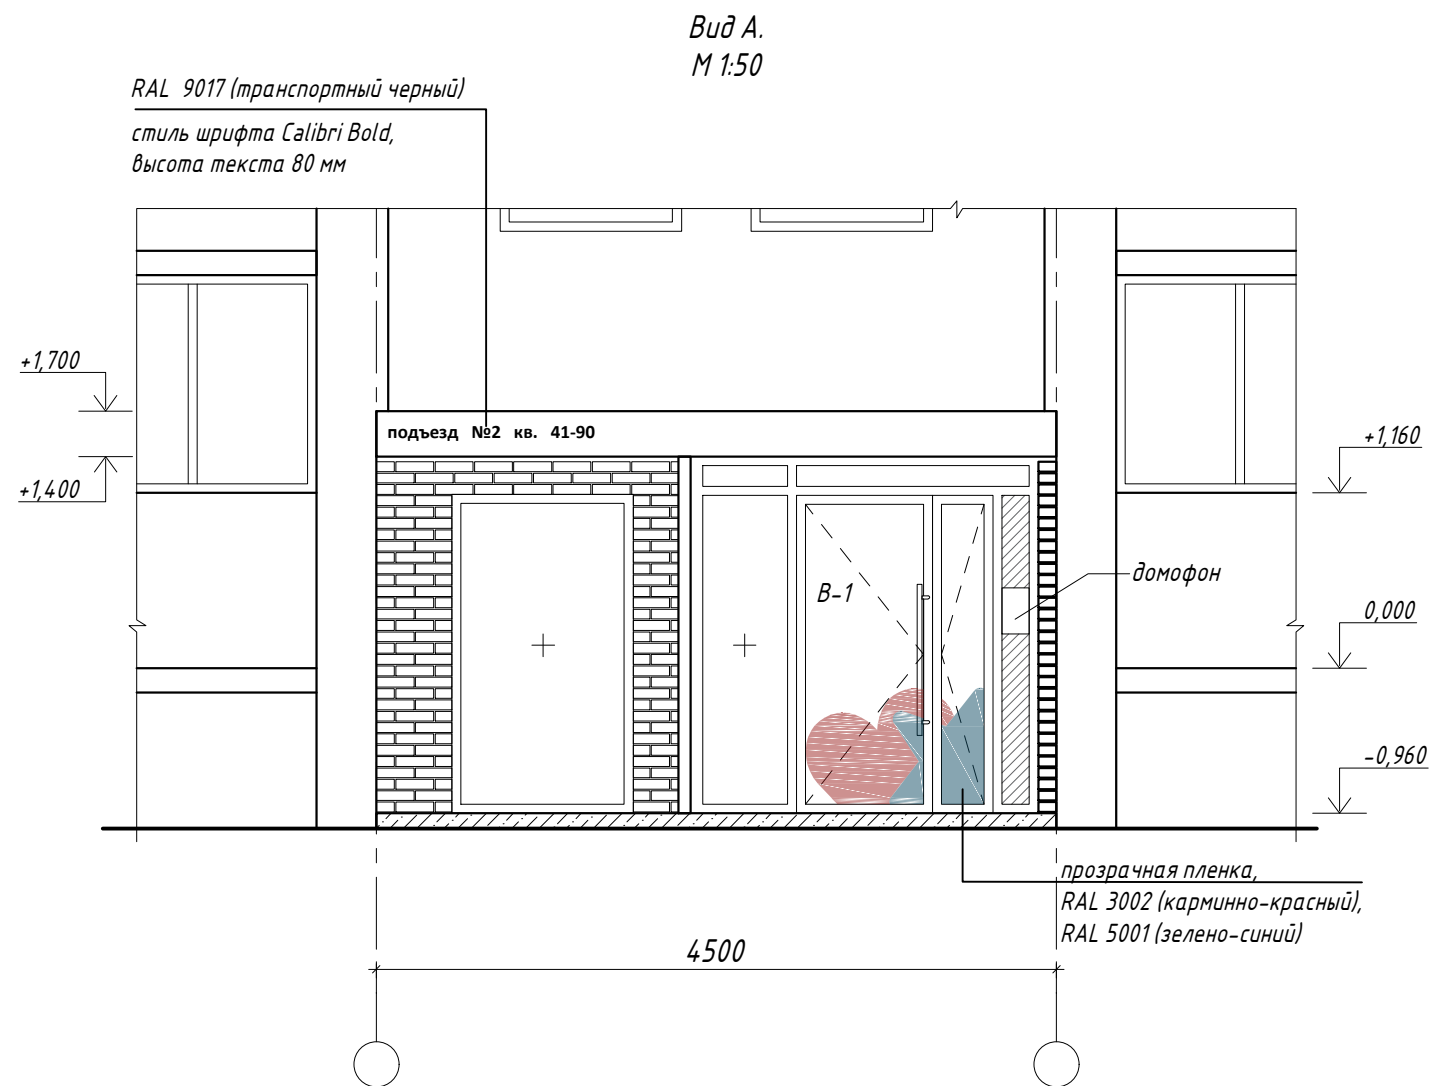 Вид А.
М 1:50
RAL 9017 (транспортный черный)
стиль шрифта Calibri Bold,
высота текста 80 мм
+1,700
+1,400
подъезд №2 кв. 41-90
+1,160
В-1
домофон
0,000
-0,960
прозрачная пленка,
RAL 3002 (карминно-красный),
RAL 5001 (зелено-синий)
4500